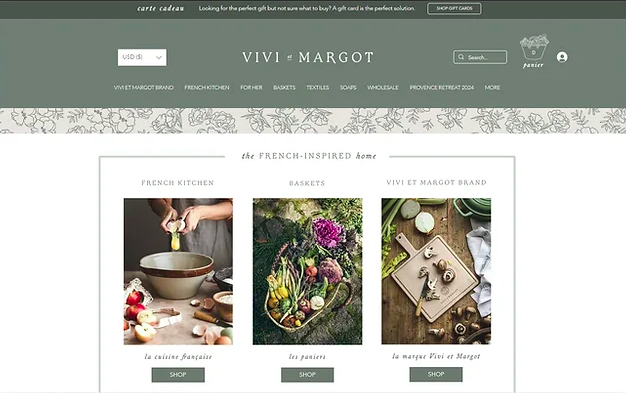 carte cadeau Looking for the perfect gift but not sure what to buy? A gift card is the perfect solution. SHOP GIFT CARDS
USD ($) VIVI et MARGOT Search... 0
panier
VIVI ET MARGOT BRAND FRENCH KITCHEN FOR HER BASKETS TEXTILES SOAPS WHOLESALE PROVENCE RETREAT 2024 MORE
the FRENCH-INSPIRED home
FRENCH KITCHEN BASKETS VIVI ET MARGOT BRAND
la cuisine française les paniers la marque Vivi et Margot
SHOP SHOP SHOP